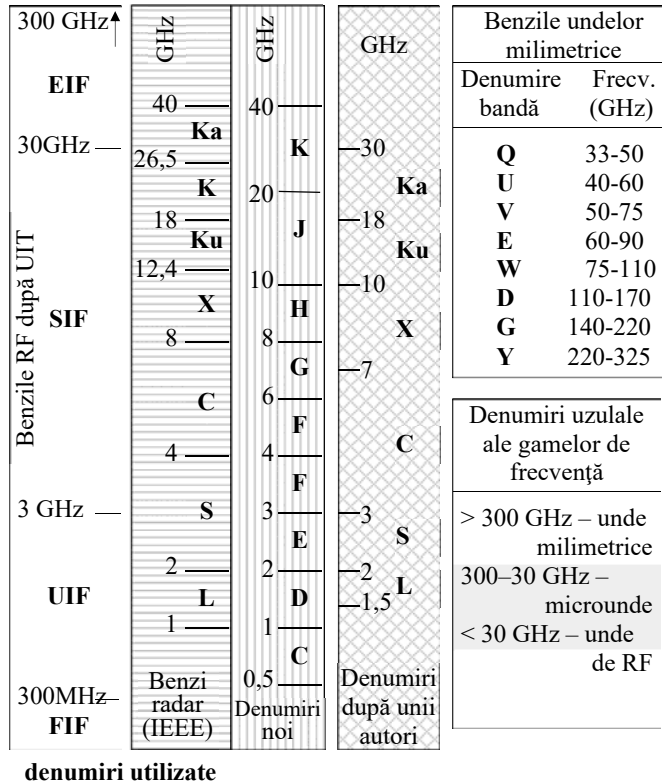 300 GHz
EIF
30GHz
Benzile RF după UIT
SIF
3 GHz
UIF
300MHz
FIF
GHz
40
Ka
26,5
K
18
Ku
12,4
X
8
C
4
S
2
L
1
Benzi
radar
(IEEE)
GHz
40
K
20
J
10
H
8
G
6
F
4
F
3
E
2
D
1
C
0,5
Denumiri
noi
GHz
30
Ka
18
Ku
10
X
7
C
3
S
2
L
1,5
Denumiri
după unii
autori
Benzile undelor
milimetrice
Denumire Frecv.
bandă (GHz)
Q 33-50
U 40-60
V 50-75
E 60-90
W 75-110
D 110-170
G 140-220
Y 220-325
Denumiri uzulale
ale gamelor de
frecvenţă
> 300 GHz – unde
milimetrice
300–30 GHz –
microunde
< 30 GHz – unde
de RF
denumiri utilizate